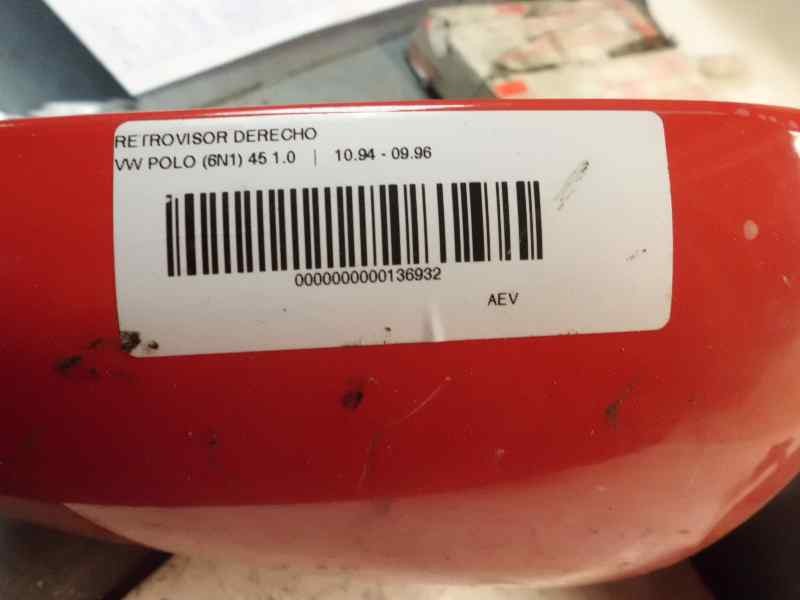 RETROVISOR DERECHO
VW POLO (6N1) 45 1.0 | 10.94 - 09.96
0000000000136932
AEV